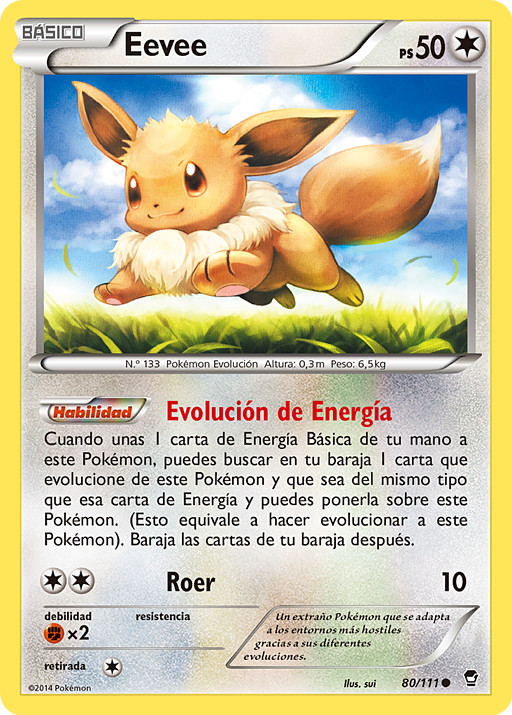 BÁSICO
Eevee
PS50
N.º 133 Pokémon Evolución Altura: 0,3m Peso: 6,5kg
Habilidad Evolución de Energía
Cuando unas 1 carta de Energía Básica de tu mano a
este Pokémon, puedes buscar en tu baraja 1 carta que
evolucione de este Pokémon y que sea del mismo tipo
que esa carta de Energía y puedes ponerla sobre este
Pokémon. (Esto equivale a hacer evolucionar a este
Pokémon). Baraja las cartas de tu baraja después.
Roer 10
debilidad resistencia
×2
retirada
Un extraño Pokémon que se adapta
a los entornos más hostiles
gracias a sus diferentes
evoluciones.
©2014 Pokémon
Ilus. sui
80/111